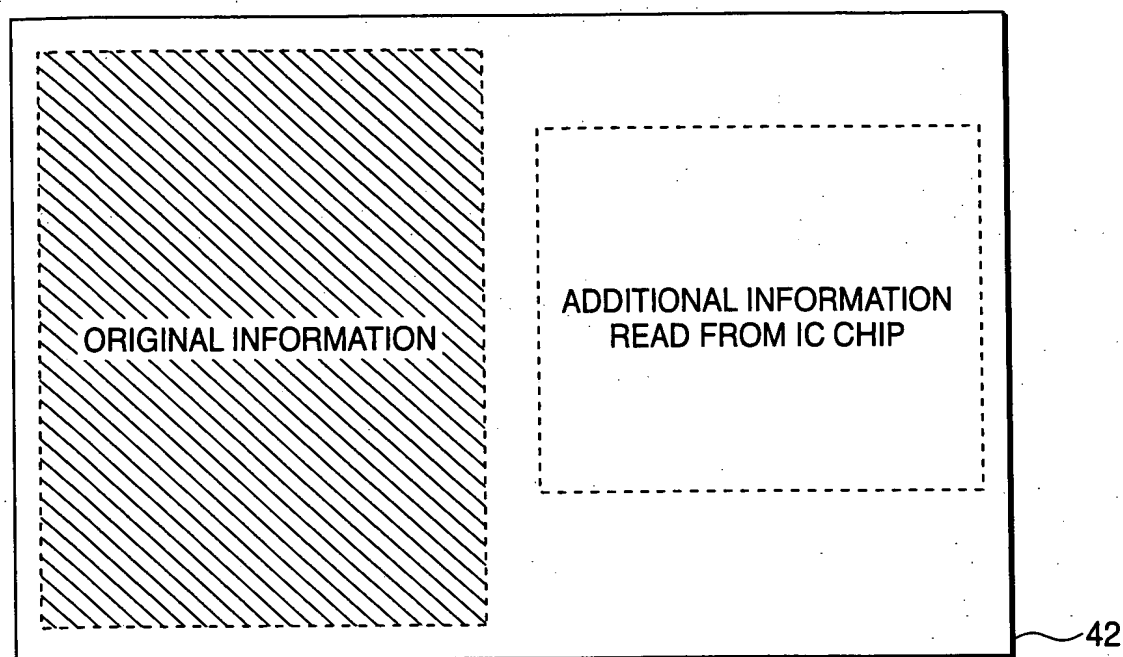 ORIGINAL INFORMATION
ADDITIONAL INFORMATION
READ FROM IC CHIP
42